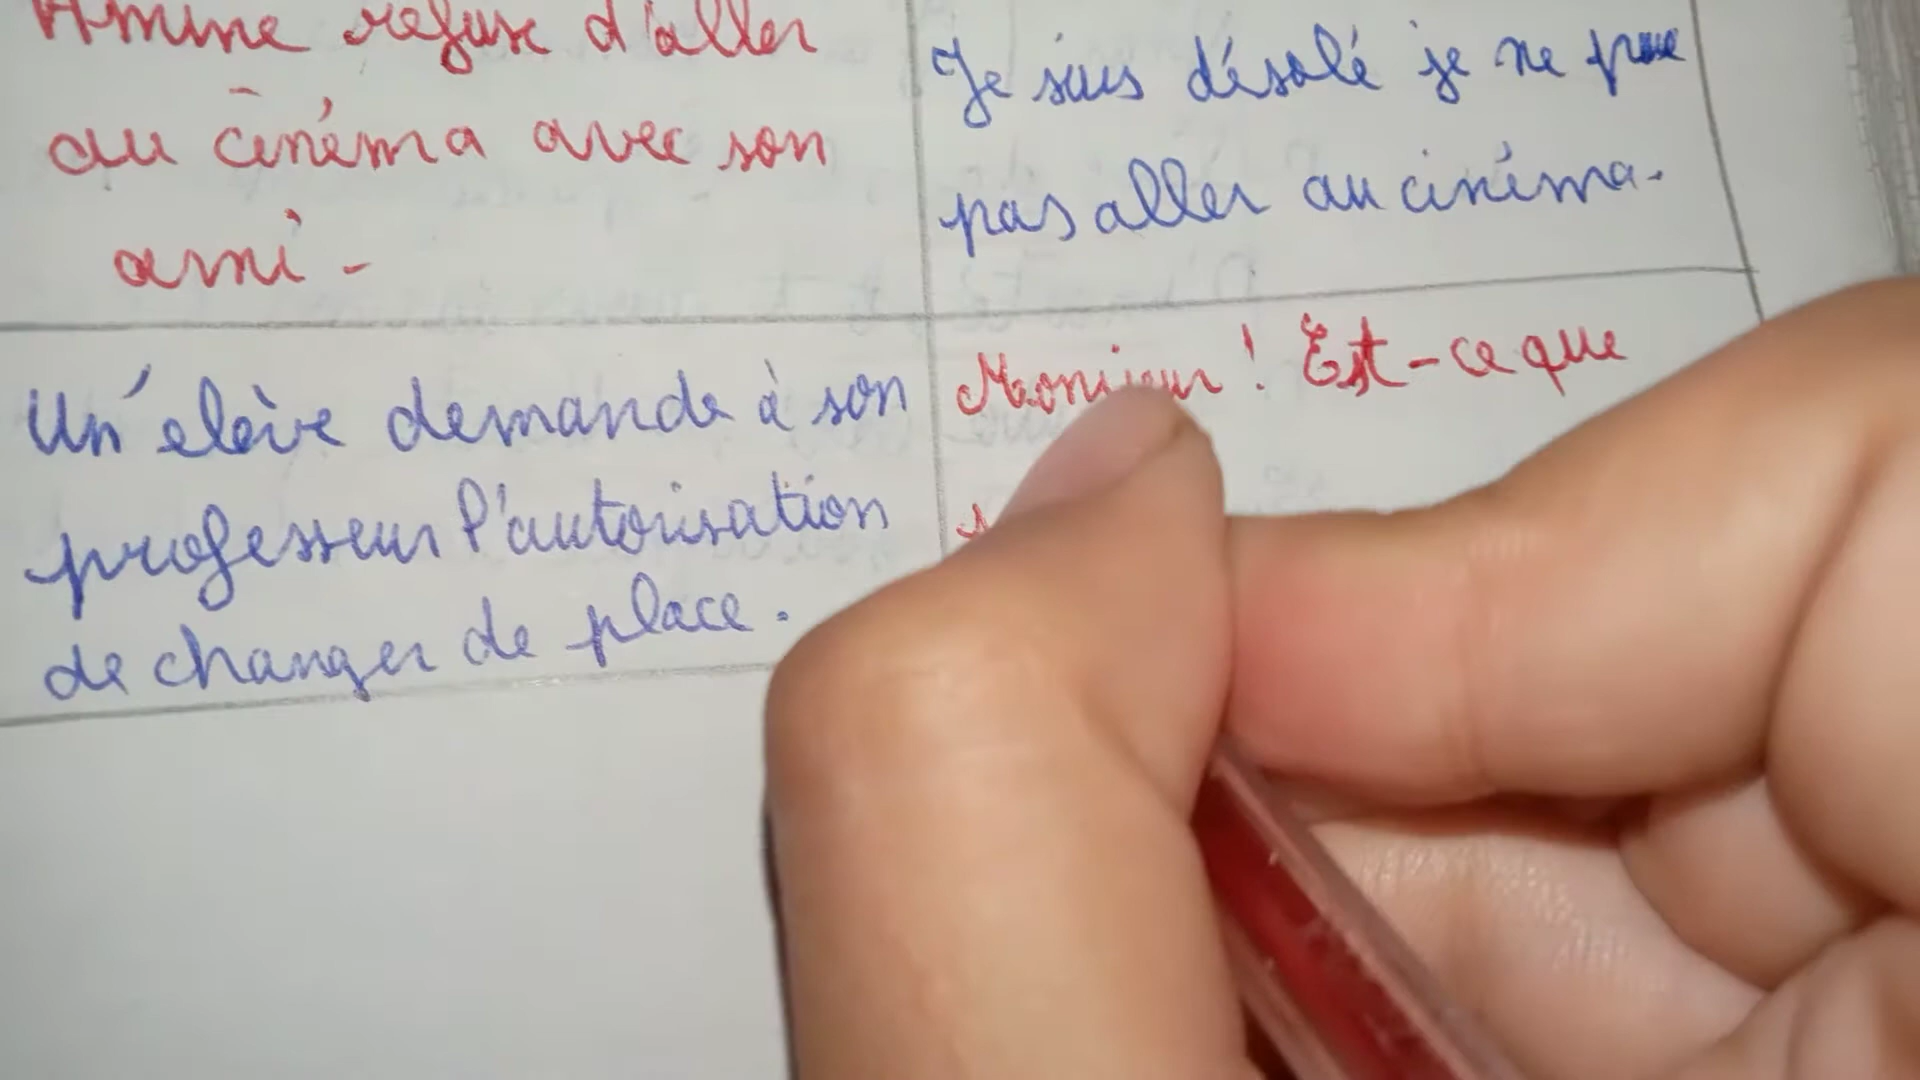 Amine refuse d'aller
au cinéma avec son
ami -
Je suis désolé je ne
pas aller au cinéma.
Un élève demande à son
professeur l'autorisation
de changer de place.
Monsieur ! Est-ce que